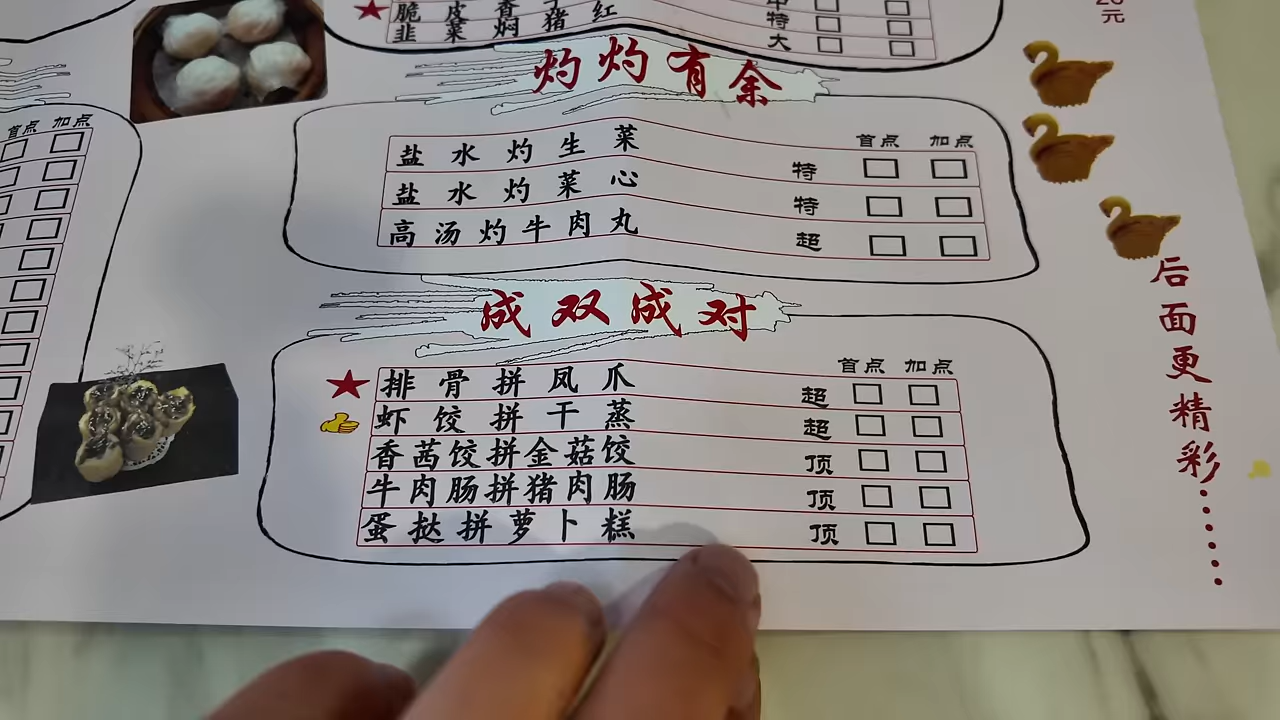 元
脆皮香芋猪红 特
韭菜焖猪红 大
灼灼有余
首点 加点
首点 加点
盐水灼生菜 特
盐水灼菜心 特
高汤灼牛肉丸 超
成双成对
首点 加点
排骨拼凤爪 超
虾饺拼干蒸 超
香茜饺拼金菇饺 顶
牛肉肠拼猪肉肠 顶
蛋挞拼萝卜糕 顶
后面更精彩……